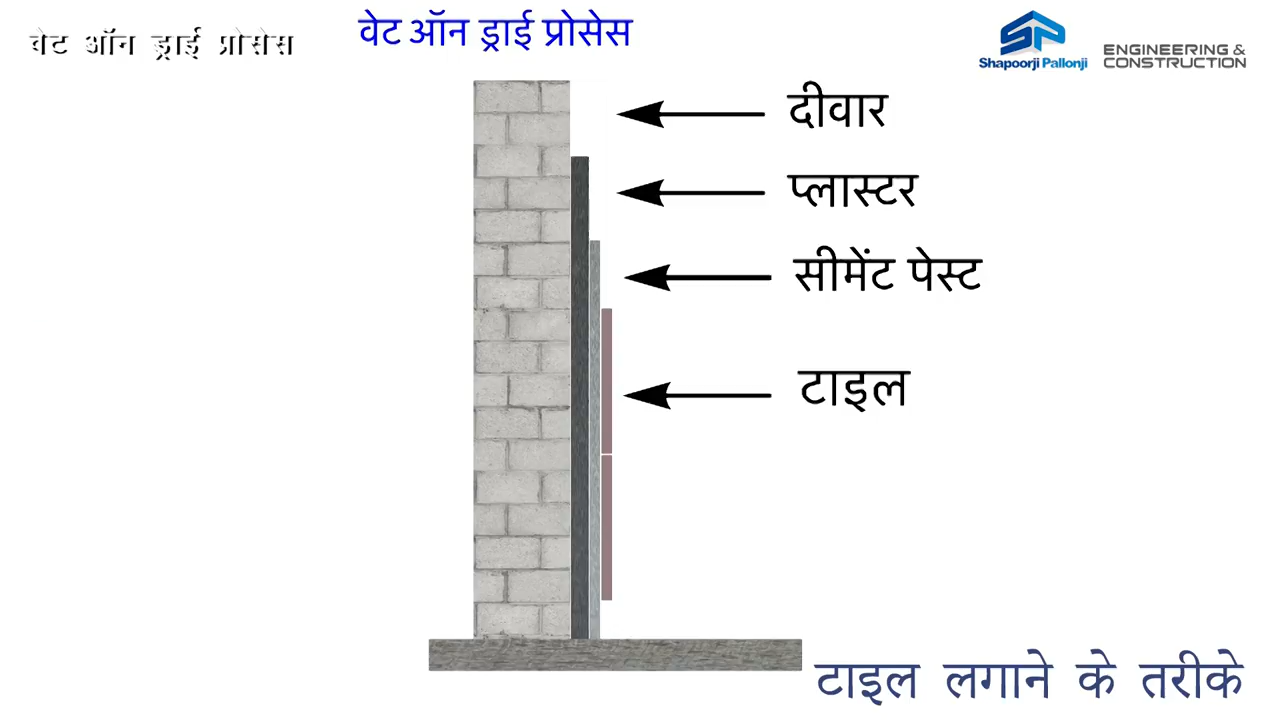 वेट ऑन ड्राई प्रोसेस
वेट ऑन ड्राई प्रोसेस
Shapoorji Pallonji
ENGINEERING &
CONSTRUCTION
दीवार
प्लास्टर
सीमेंट पेस्ट
टाइल
टाइल लगाने के तरीके